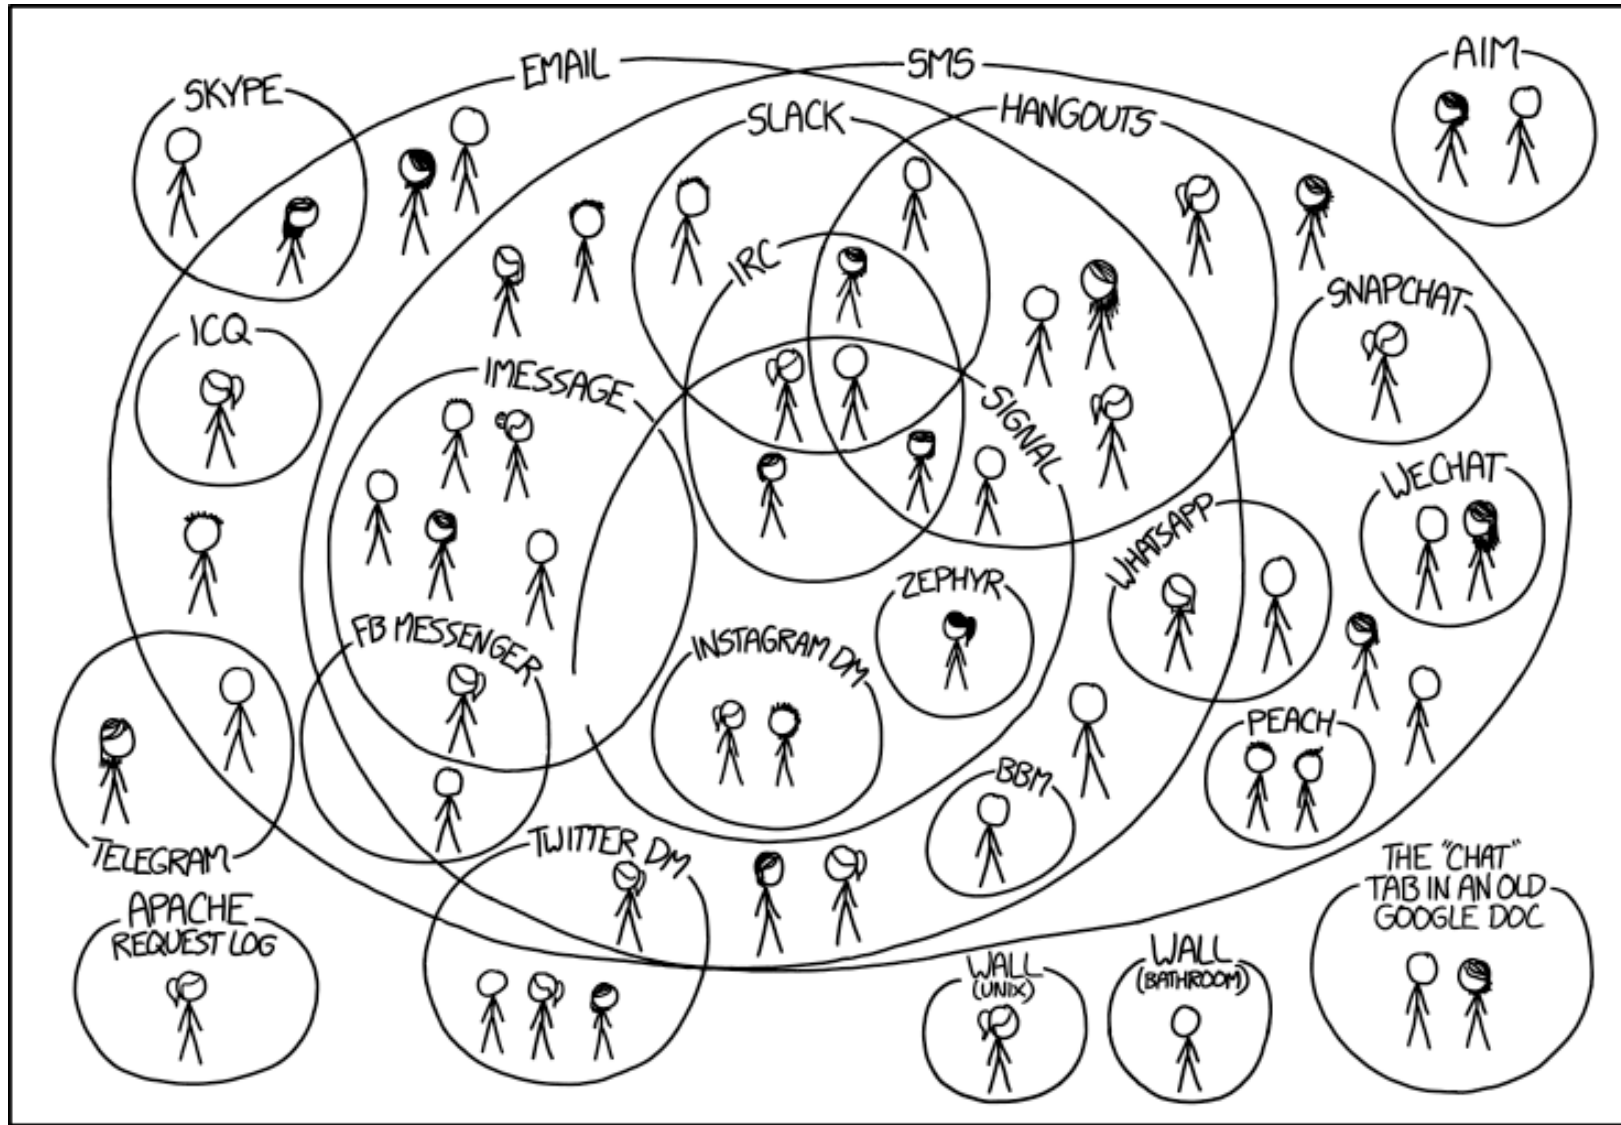 SKYPE
EMAIL
SMS
AIM
SLACK
HANGOUTS
IRC
SNAPCHAT
ICQ
IMESSAGE
SIGNAL
WECHAT
WHATSAPP
ZEPHYR
FB MESSENGER
INSTAGRAM DM
PEACH
BBM
TELEGRAM
TWITTER DM
THE "CHAT"
TAB IN AN OLD
GOOGLE DOC
APACHE
REQUEST LOG
WALL
(UNIX)
WALL
(BATHROOM)